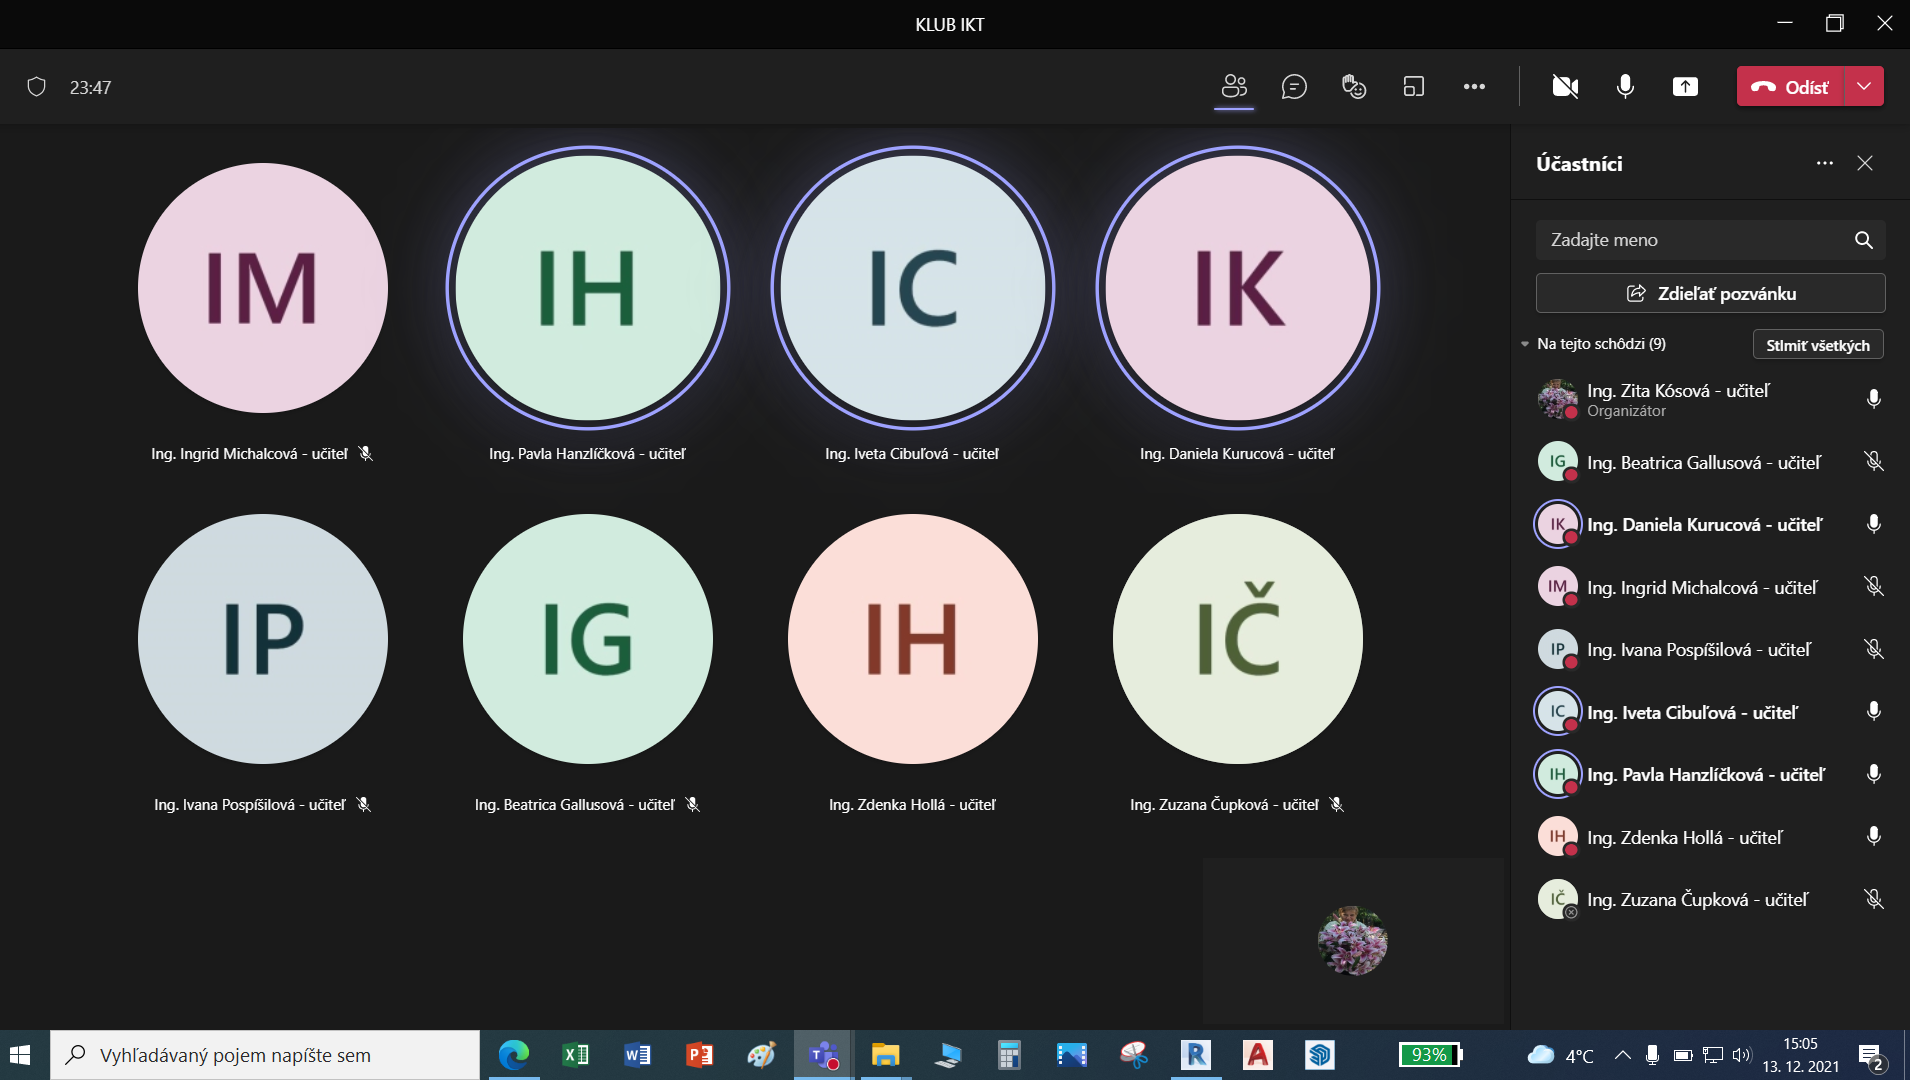 KLUB IKT
23:47
Odísť
IM
IH
IC
IK
Ing. Ingrid Michalcová - učiteľ
Ing. Pavla Hanzlíčková - učiteľ
Ing. Iveta Cibuľová - učiteľ
Ing. Daniela Kurucová - učiteľ
IP
IG
IH
IČ
Ing. Ivana Pospíšilová - učiteľ
Ing. Beatrica Gallusová - učiteľ
Ing. Zdenka Hollá - učiteľ
Ing. Zuzana Čupková - učiteľ
Účastníci
Zadajte meno
Zdieľať pozvánku
Na tejto schôdzi (9)
Stlmiť všetkých
Ing. Zita Kósová - učiteľ
Organizátor
IG
Ing. Beatrica Gallusová - učiteľ
IK
Ing. Daniela Kurucová - učiteľ
IM
Ing. Ingrid Michalcová - učiteľ
IP
Ing. Ivana Pospíšilová - učiteľ
IC
Ing. Iveta Cibuľová - učiteľ
IH
Ing. Pavla Hanzlíčková - učiteľ
IH
Ing. Zdenka Hollá - učiteľ
IČ
Ing. Zuzana Čupková - učiteľ
Vyhľadávaný pojem napíšte sem
93%
4°C
15:05
13. 12. 2021
2